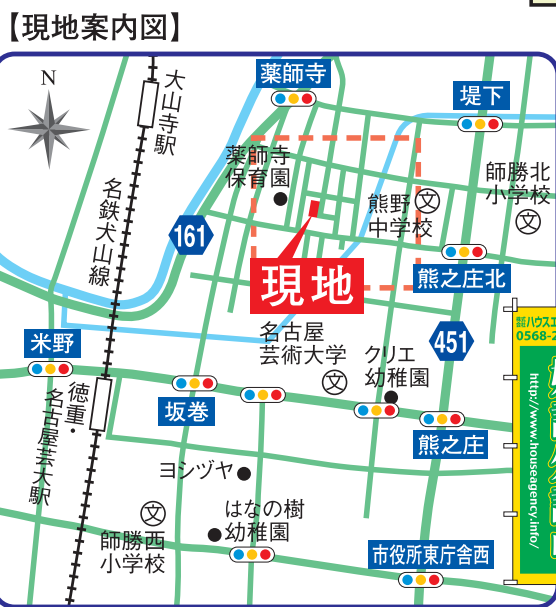 【現地案内図】
N
大山寺駅
薬師寺
堤下
薬師寺
保育園
師勝北
小学校
熊野
中学校
文
文
名鉄犬山線
161
現地
熊之庄北
451
名古屋
芸術大学
文
クリエ
幼稚園
米野
徳重・
名古屋芸大駅
坂巻
熊之庄
ヨシヅヤ
はなの樹
幼稚園
文
師勝西
小学校
市役所東庁舎西
0568-2
http://www.houseagency.info/